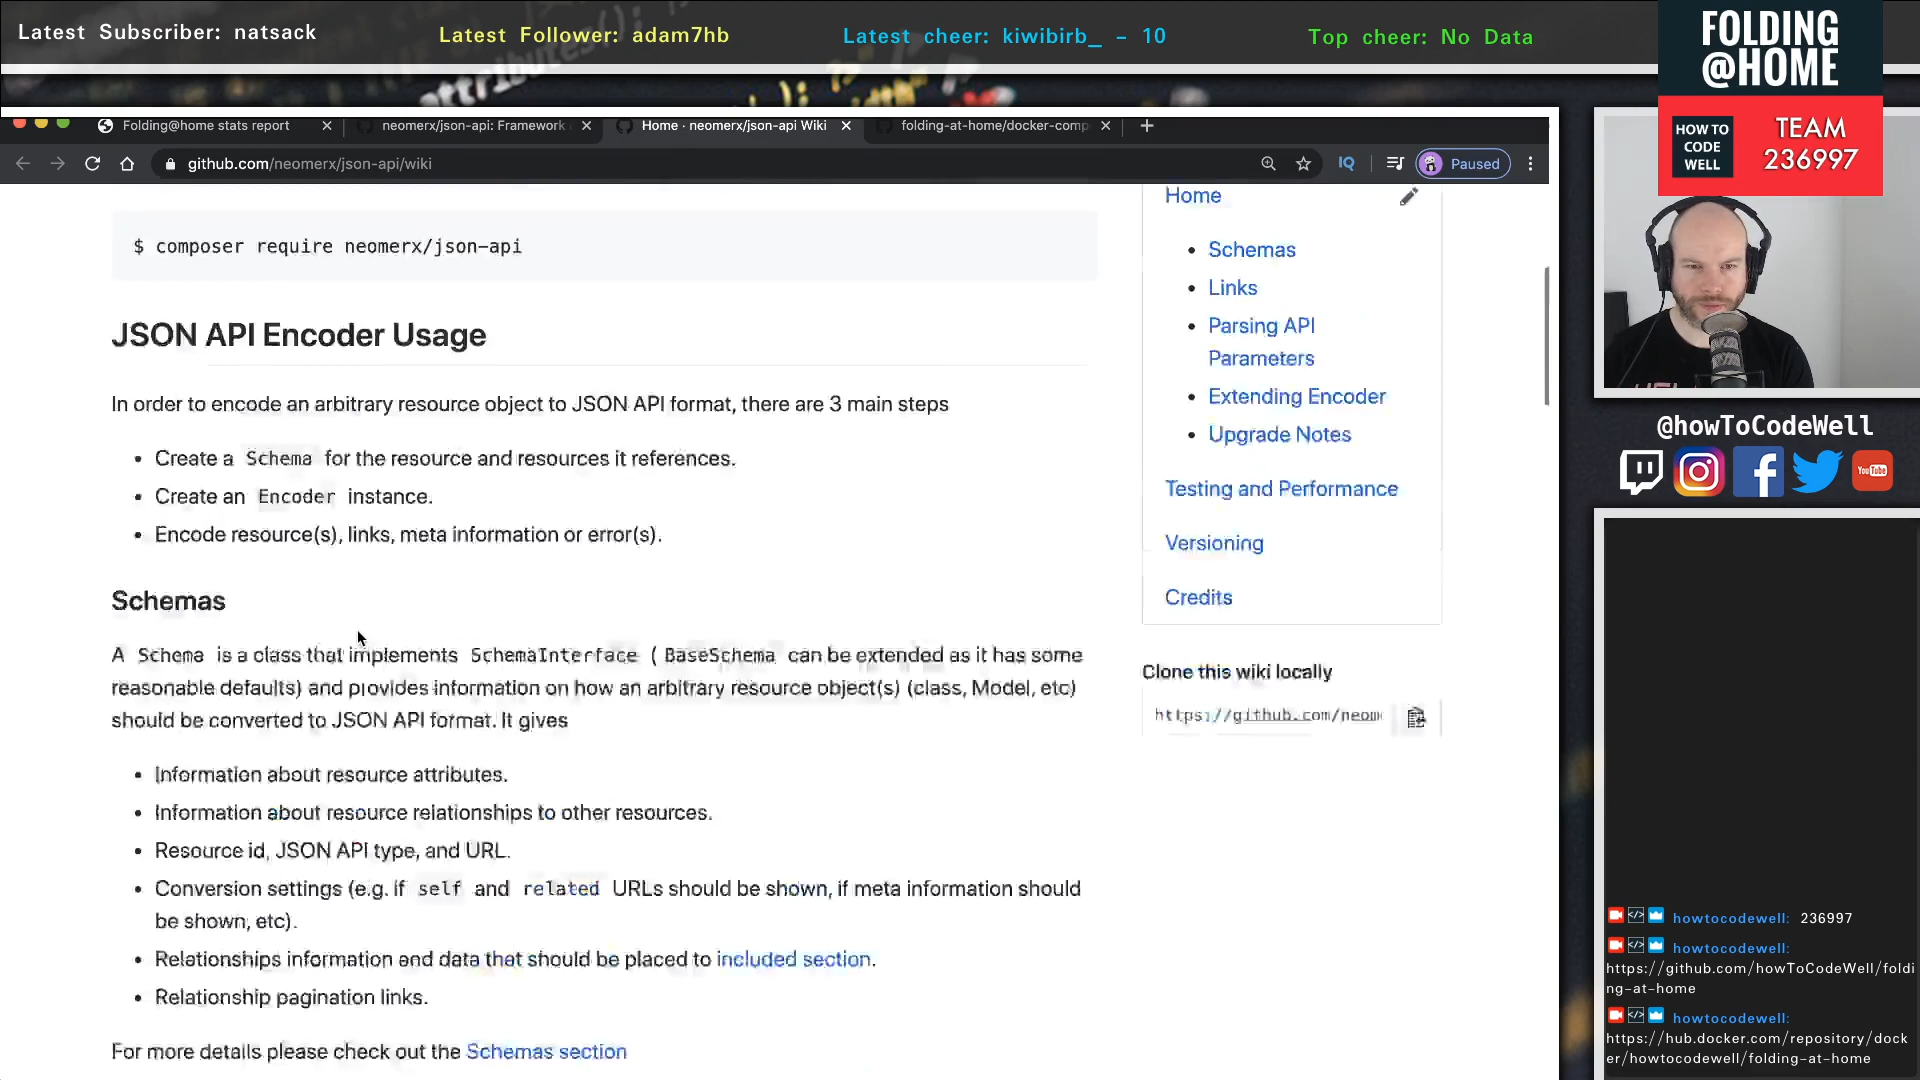 Latest Subscriber: natsack
Latest Follower: adam7hb
Latest cheer: kiwibirb_ - 10
Top cheer: No Data
FOLDING
@HOME
HOW TO
CODE
WELL
TEAM
236997
attributes();
Folding@home stats report
neomerx/json-api: Framework
Home · neomerx/json-api Wiki
folding-at-home/docker-comp
github.com/neomerx/json-api/wiki
IQ
Paused
$ composer require neomerx/json-api
JSON API Encoder Usage
In order to encode an arbitrary resource object to JSON API format, there are 3 main steps
• Create a Schema for the resource and resources it references.
• Create an Encoder instance.
• Encode resource(s), links, meta information or error(s).
Schemas
A Schema is a class that implements SchemaInterface ( BaseSchema can be extended as it has some
reasonable defaults) and provides information on how an arbitrary resource object(s) (class, Model, etc)
should be converted to JSON API format. It gives
• Information about resource attributes.
• Information about resource relationships to other resources.
• Resource id, JSON API type, and URL.
• Conversion settings (e.g. if self and related URLs should be shown, if meta information should
be shown, etc).
• Relationships information and data that should be placed to included section.
• Relationship pagination links.
For more details please check out the Schemas section
Home
• Schemas
• Links
• Parsing API
Parameters
• Extending Encoder
• Upgrade Notes
Testing and Performance
Versioning
Credits
Clone this wiki locally
https://github.com/neom
@howToCodeWell
You
Tube
howtocodewell: 236997
howtocodewell:
https://github.com/howToCodeWell/foldi
ng-at-home
howtocodewell:
https://hub.docker.com/repository/dock
er/howtocodewell/folding-at-home